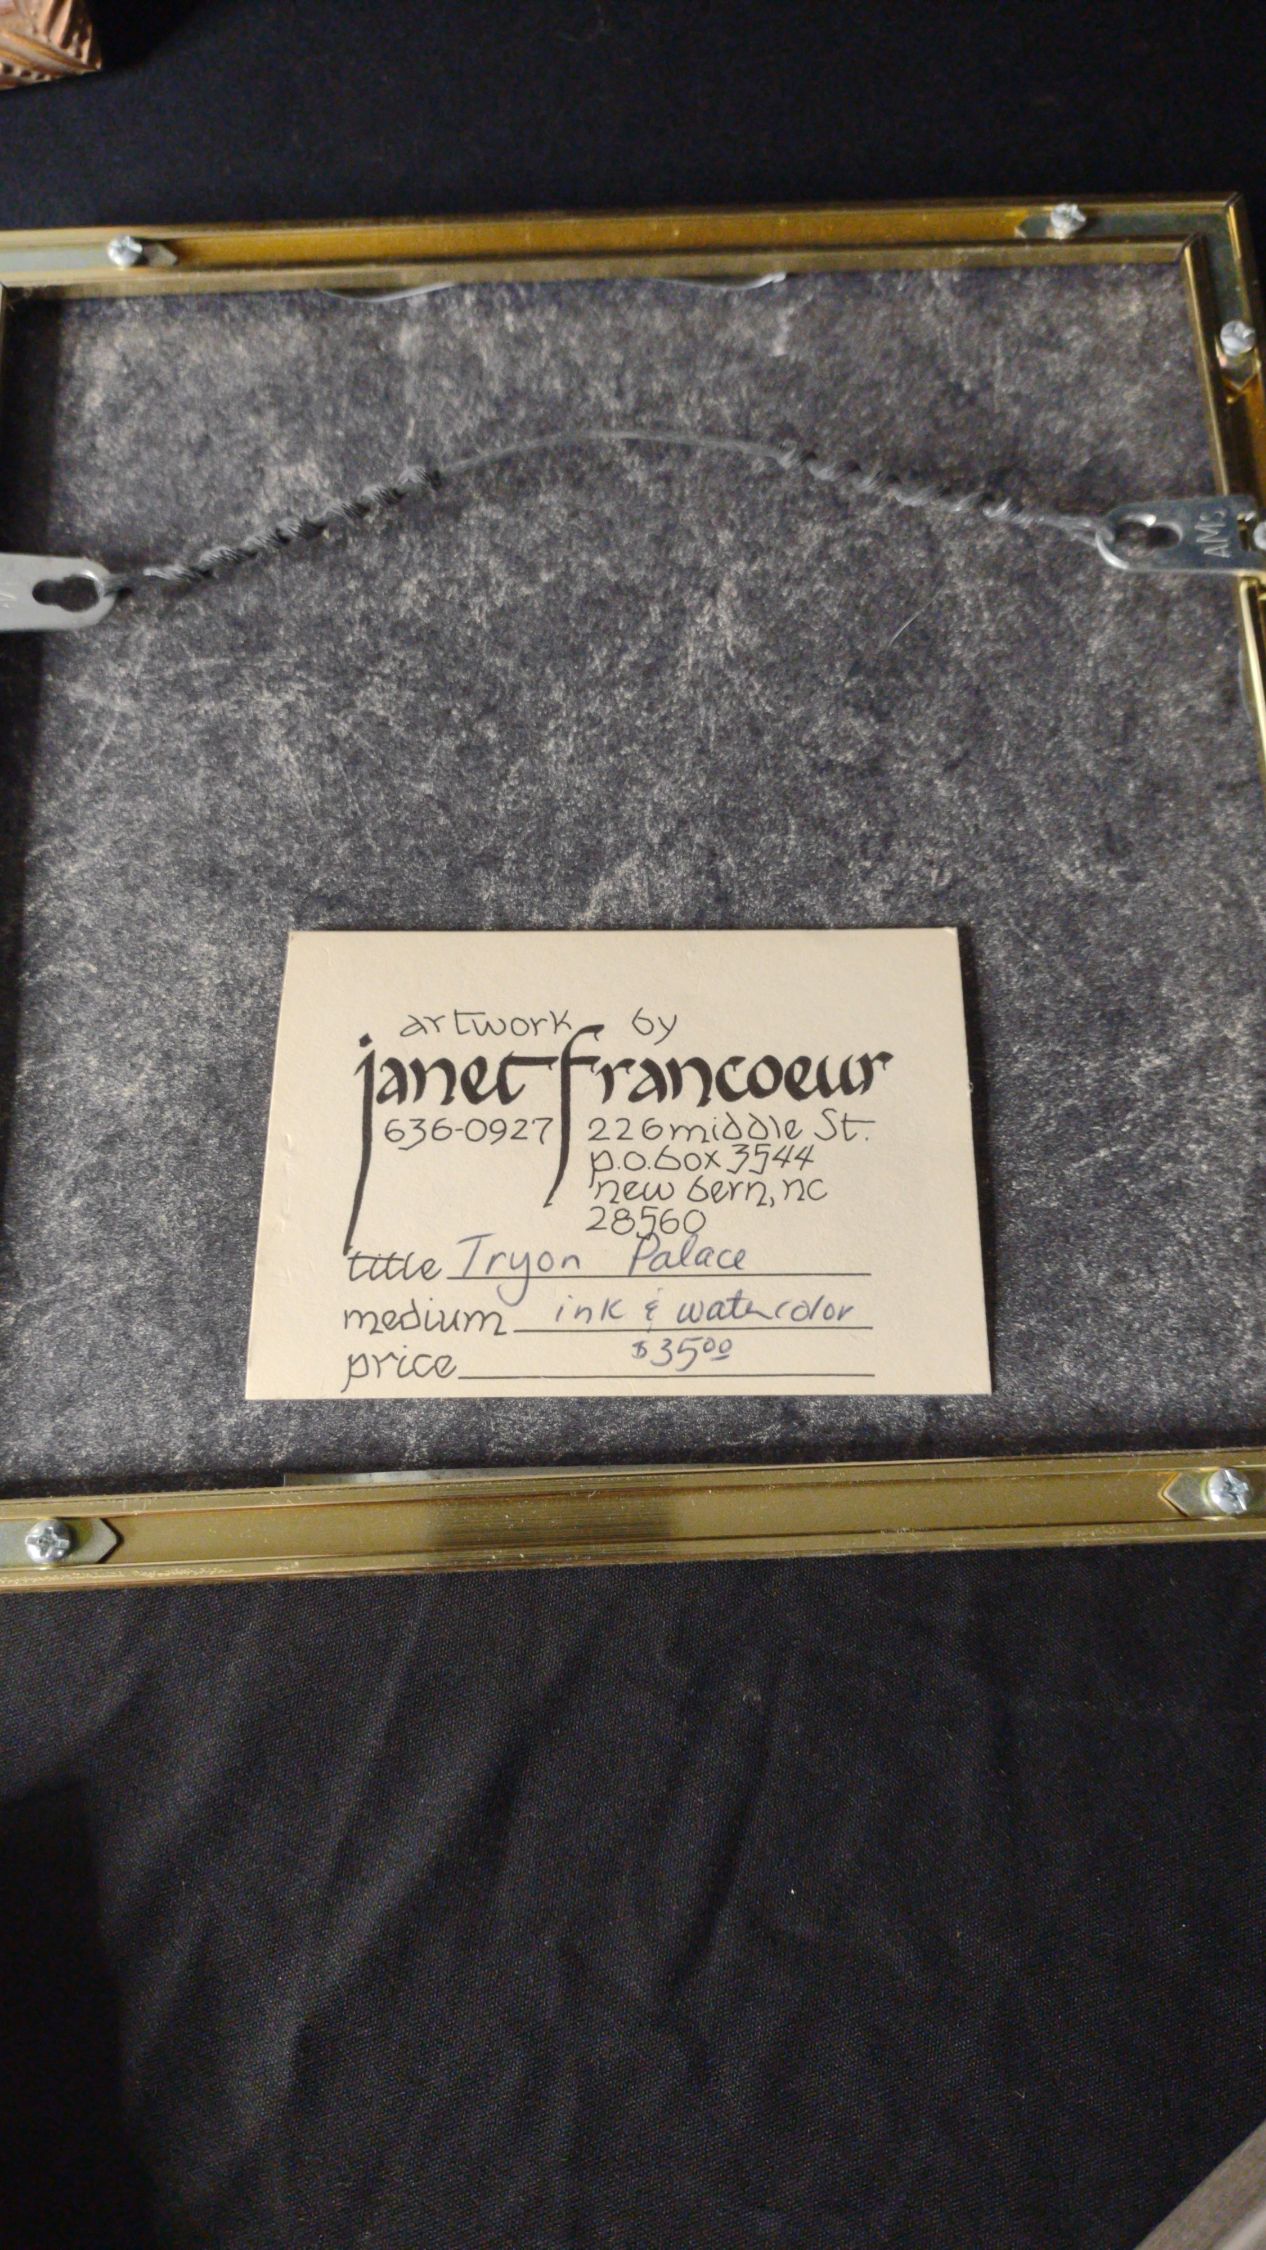 AMS
artwork by
janet francoeur
636-0927 226 middle St.
p.o. box 3544
new bern, nc
28560
title Tryon Palace
medium ink & watercolor
price $35.00